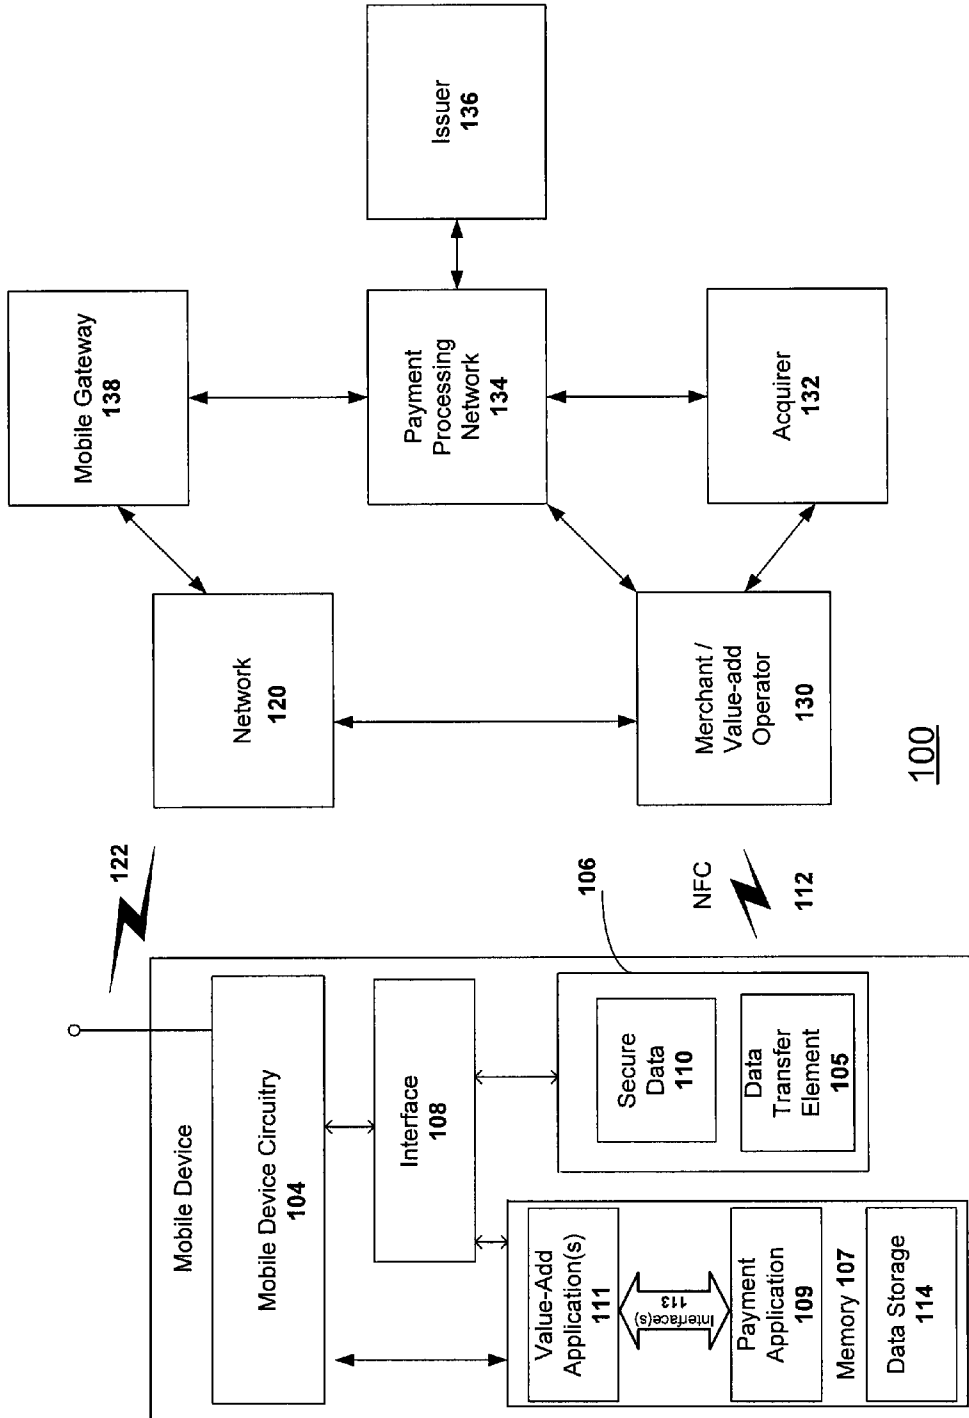 Mobile Device
Mobile Device Circuitry
104
Interface
108
Value-Add
Application(s)
111
Interface(s)
113
Payment
Application
109
Memory 107
Data Storage
114
Secure
Data
110
Data
Transfer
Element
105
106
122
NFC
112
Network
120
Merchant /
Value-add
Operator
130
Mobile Gateway
138
Payment
Processing
Network
134
Acquirer
132
Issuer
136
100